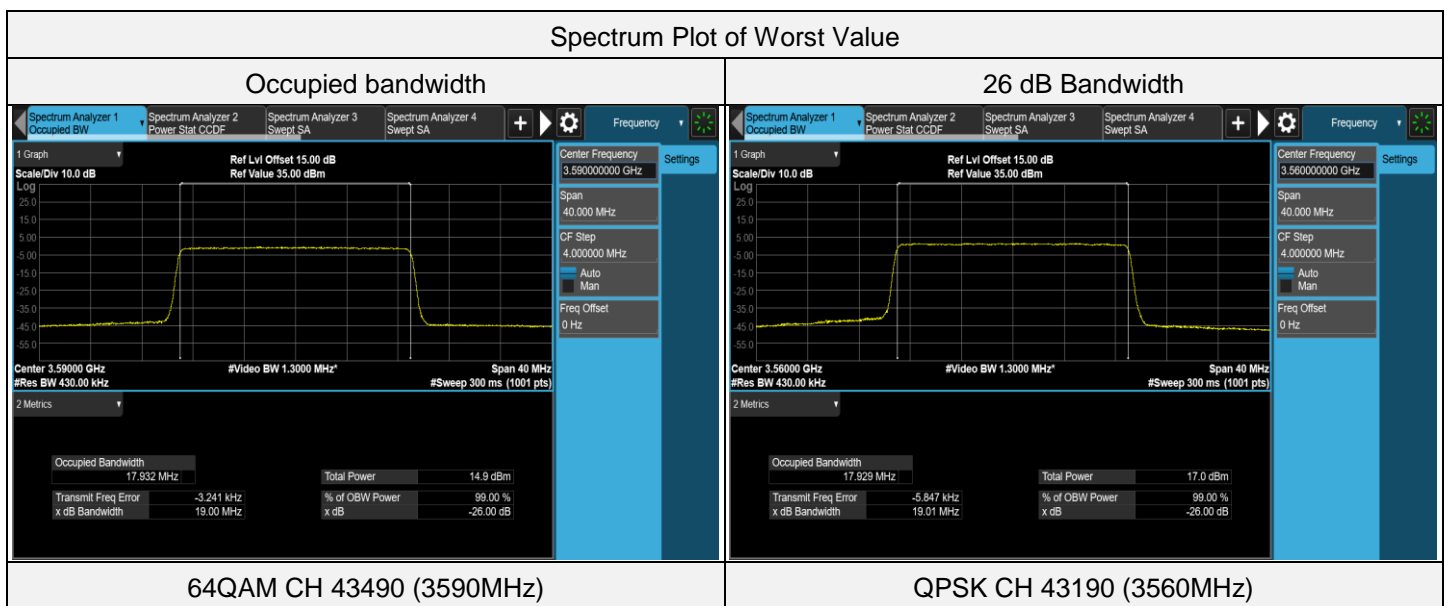 Spectrum Plot of Worst Value
Occupied bandwidth
26 dB Bandwidth
Spectrum Analyzer 1
Occupied BW
Spectrum Analyzer 2
Power Stat CCDF
Spectrum Analyzer 3
Swept SA
Spectrum Analyzer 4
Swept SA
+
Frequency
1 Graph
Scale/Div 10.0 dB
Ref Lvl Offset 15.00 dB
Ref Value 35.00 dBm
Log
25.0
15.0
5.00
-5.00
-15.0
-25.0
-35.0
-45.0
-55.0
Center 3.59000 GHz
#Res BW 430.00 kHz
#Video BW 1.3000 MHz*
Span 40 MHz
#Sweep 300 ms (1001 pts)
Center Frequency
3.590000000 GHz
Settings
Span
40.000 MHz
CF Step
4.000000 MHz
Auto
Man
Freq Offset
0 Hz
2 Metrics
Occupied Bandwidth
17.932 MHz
Total Power 14.9 dBm
Transmit Freq Error -3.241 kHz
% of OBW Power 99.00 %
x dB Bandwidth 19.00 MHz
x dB -26.00 dB
Spectrum Analyzer 1
Occupied BW
Spectrum Analyzer 2
Power Stat CCDF
Spectrum Analyzer 3
Swept SA
Spectrum Analyzer 4
Swept SA
+
Frequency
1 Graph
Scale/Div 10.0 dB
Ref Lvl Offset 15.00 dB
Ref Value 35.00 dBm
Log
25.0
15.0
5.00
-5.00
-15.0
-25.0
-35.0
-45.0
-55.0
Center 3.56000 GHz
#Res BW 430.00 kHz
#Video BW 1.3000 MHz*
Span 40 MHz
#Sweep 300 ms (1001 pts)
Center Frequency
3.560000000 GHz
Settings
Span
40.000 MHz
CF Step
4.000000 MHz
Auto
Man
Freq Offset
0 Hz
2 Metrics
Occupied Bandwidth
17.929 MHz
Total Power 17.0 dBm
Transmit Freq Error -5.847 kHz
% of OBW Power 99.00 %
x dB Bandwidth 19.01 MHz
x dB -26.00 dB
64QAM CH 43490 (3590MHz)
QPSK CH 43190 (3560MHz)